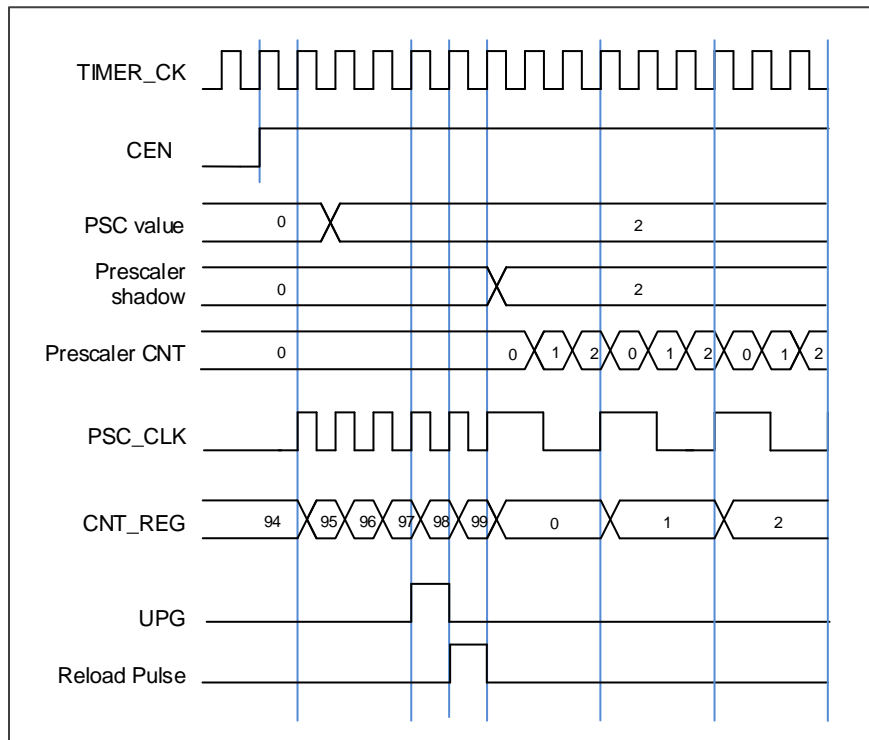 TIMER_CK
CEN
PSC value 0 2
Prescaler
shadow 0 2
Prescaler CNT 0 0 1 2 0 1 2 0 1 2
PSC_CLK
CNT_REG 94 95 96 97 98 99 0 1 2
UPG
Reload Pulse